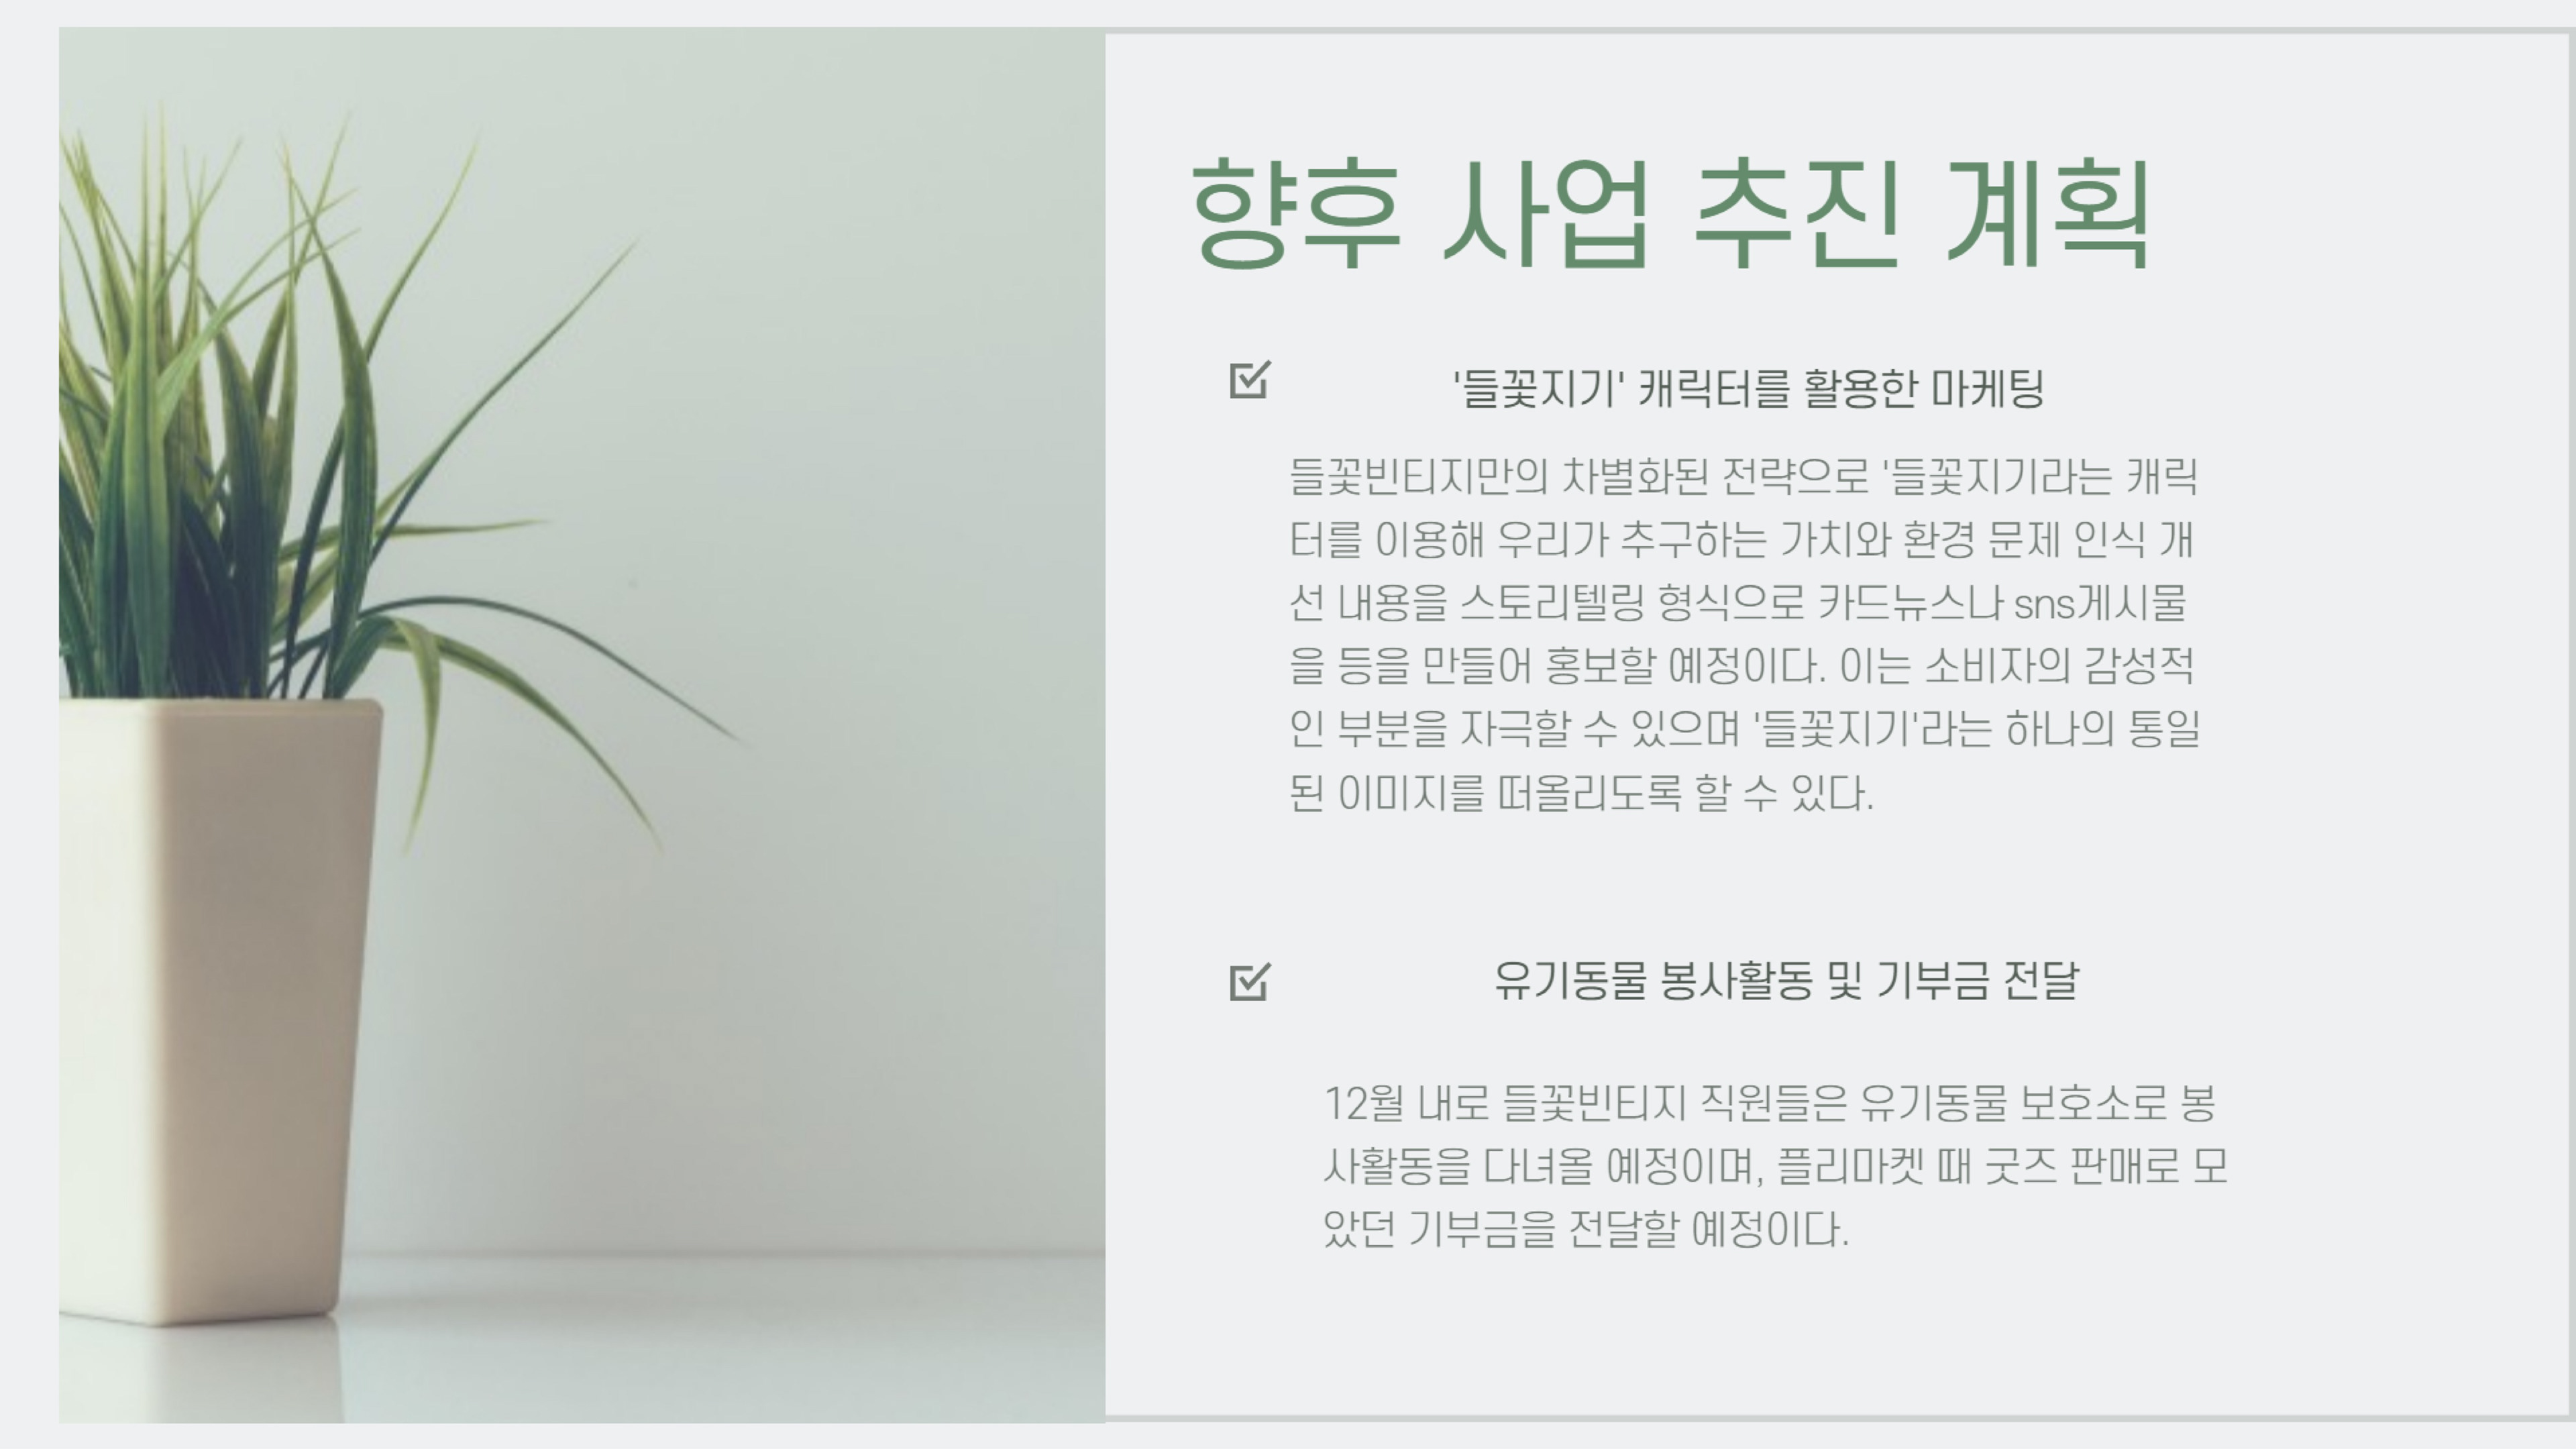 향후 사업 추진 계획
'들꽃지기' 캐릭터를 활용한 마케팅
들꽃빈티지만의 차별화된 전략으로 '들꽃지기라는 캐릭
터를 이용해 우리가 추구하는 가치와 환경 문제 인식 개
선 내용을 스토리텔링 형식으로 카드뉴스나 sns게시물
을 등을 만들어 홍보할 예정이다. 이는 소비자의 감성적
인 부분을 자극할 수 있으며 '들꽃지기'라는 하나의 통일
된 이미지를 떠올리도록 할 수 있다.
유기동물 봉사활동 및 기부금 전달
12월 내로 들꽃빈티지 직원들은 유기동물 보호소로 봉
사활동을 다녀올 예정이며, 플리마켓 때 굿즈 판매로 모
았던 기부금을 전달할 예정이다.